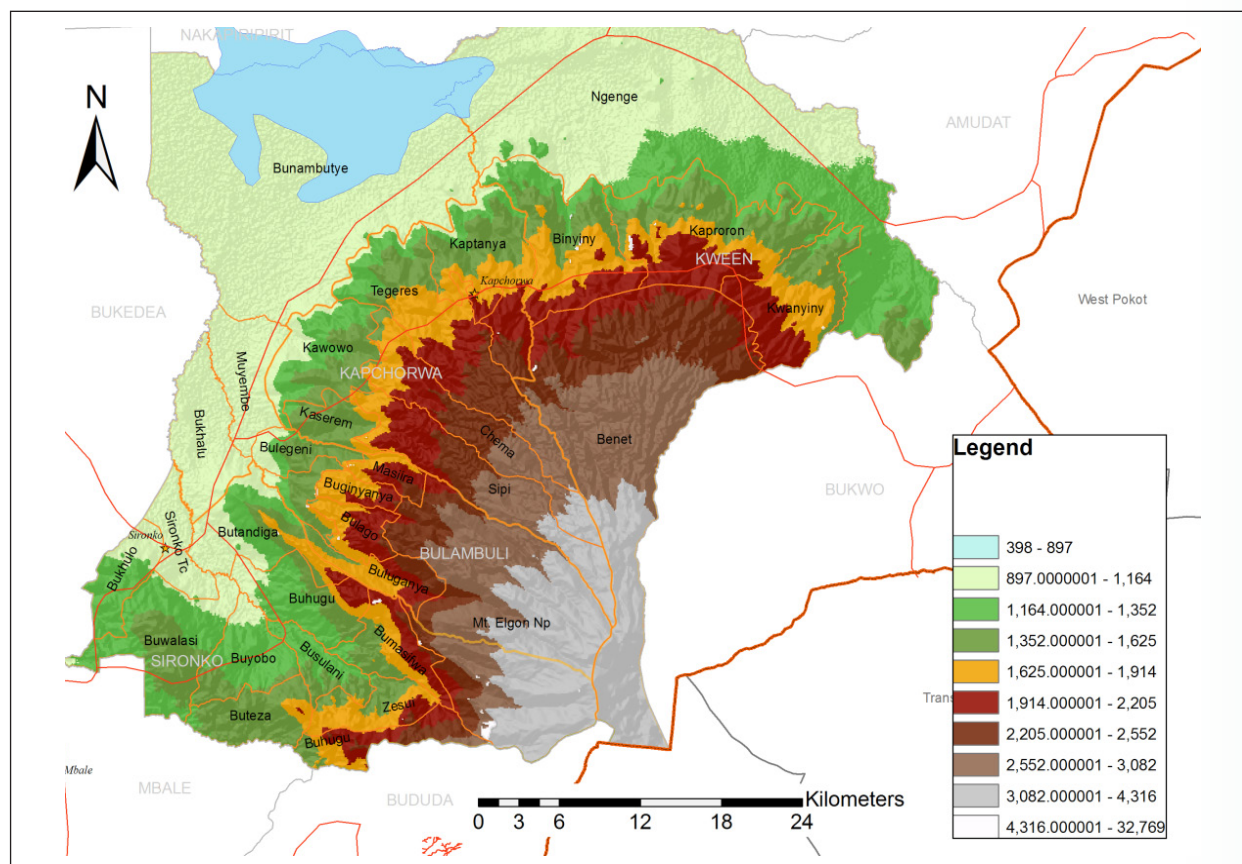 NAKAPIRIPIRIT
N
Ngenge
AMUDAT
Bunambutye
Kaptanya
Binyiny
Kaproron
KWEEN
Kapchorwa
Tegeres
Kwanyiny
West Pokot
BUKEDEA
Kawowo
KAPCHORWA
Muyembe
Kaserem
Bukhalu
Chema
Benet
Bulegeni
Masiira
Buginyanya
Sipi
BUKWO
Bulago
Butandiga
Sironko
Sironko Tc
BULAMBULI
Buluganya
Bukhulo
Buhugu
Mt. Elgon Np
Bumasifwa
Buwalasi
SIRONKO
Buyobo
Busulani
Zesui
Buteza
Buhugu
Mbale
MBALE
BUDUDA
Legend
398 - 897
897.0000001 - 1,164
1,164.000001 - 1,352
1,352.000001 - 1,625
1,625.000001 - 1,914
1,914.000001 - 2,205
2,205.000001 - 2,552
2,552.000001 - 3,082
3,082.000001 - 4,316
4,316.000001 - 32,769
Kilometers
0 3 6 12 18 24